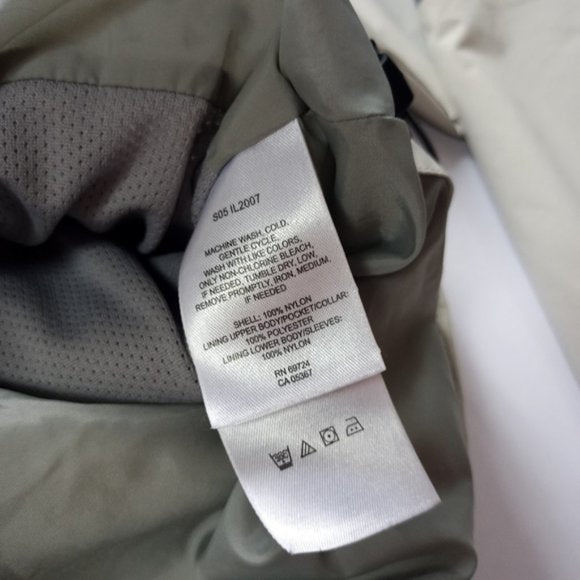 S05 IL2007
MACHINE WASH, COLD,
GENTLE CYCLE,
WASH WITH LIKE COLORS,
ONLY NON-CHLORINE BLEACH,
IF NEEDED, TUMBLE DRY, LOW,
REMOVE PROMPTLY, IRON, MEDIUM,
IF NEEDED
SHELL: 100% NYLON
LINING UPPER BODY/POCKET/COLLAR:
100% POLYESTER
LINING LOWER BODY/SLEEVES:
100% NYLON
RN 69724
CA 05367